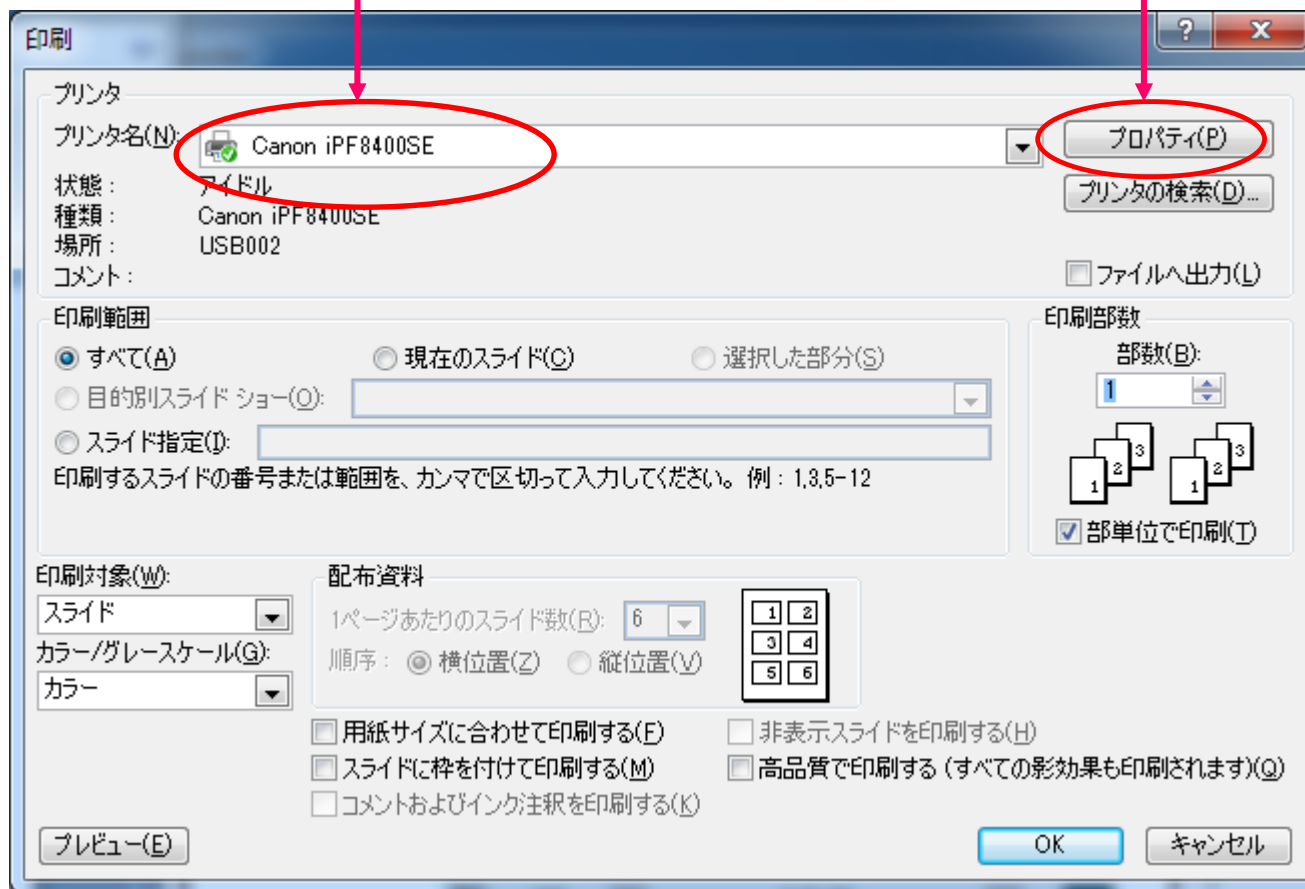 印刷
プリンタ
プリンタ名(N): Canon iPF8400SE プロパティ(P)
状態： アイドル プリンタの検索(D)...
種類： Canon iPF8400SE
場所： USB002
コメント： ファイルへ出力(L)
印刷範囲
すべて(A) 現在のスライド(C) 選択した部分(S)
目的別スライド ショー(O):
スライド指定(I):
印刷するスライドの番号または範囲を、カンマで区切って入力してください。例：1,3,5-12
印刷部数
部数(B):
1
1 2 3 1 2 3
部単位で印刷(T)
印刷対象(W):
スライド
カラー/グレースケール(G):
カラー
配布資料
1ページあたりのスライド数(R): 6
順序： 横位置(Z) 縦位置(V)
1 2
3 4
5 6
用紙サイズに合わせて印刷する(F) 非表示スライドを印刷する(H)
スライドに枠を付けて印刷する(M) 高品質で印刷する (すべての影効果も印刷されます)(Q)
コメントおよびインク注釈を印刷する(K)
プレビュー(E) OK キャンセル